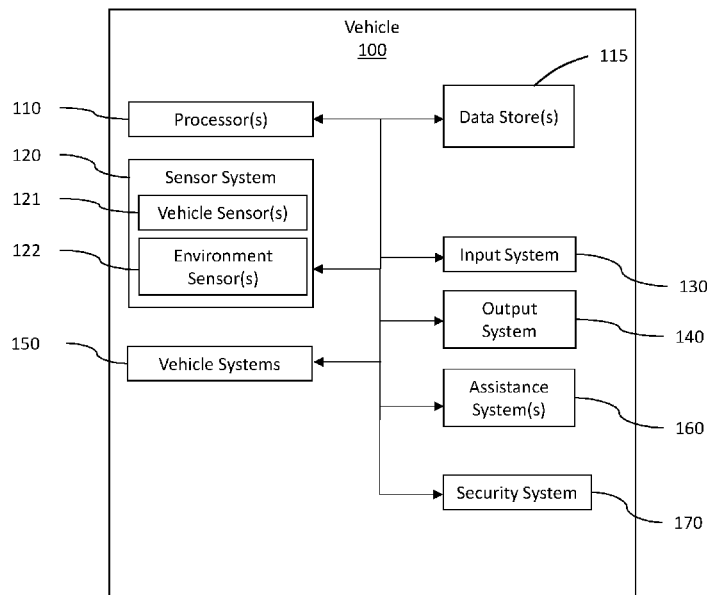 Vehicle
100
115
110
Processor(s)
Data Store(s)
120
Sensor System
121
Vehicle Sensor(s)
122
Environment
Sensor(s)
Input System
130
Output
System
140
150
Vehicle Systems
Assistance
System(s)
160
Security System
170